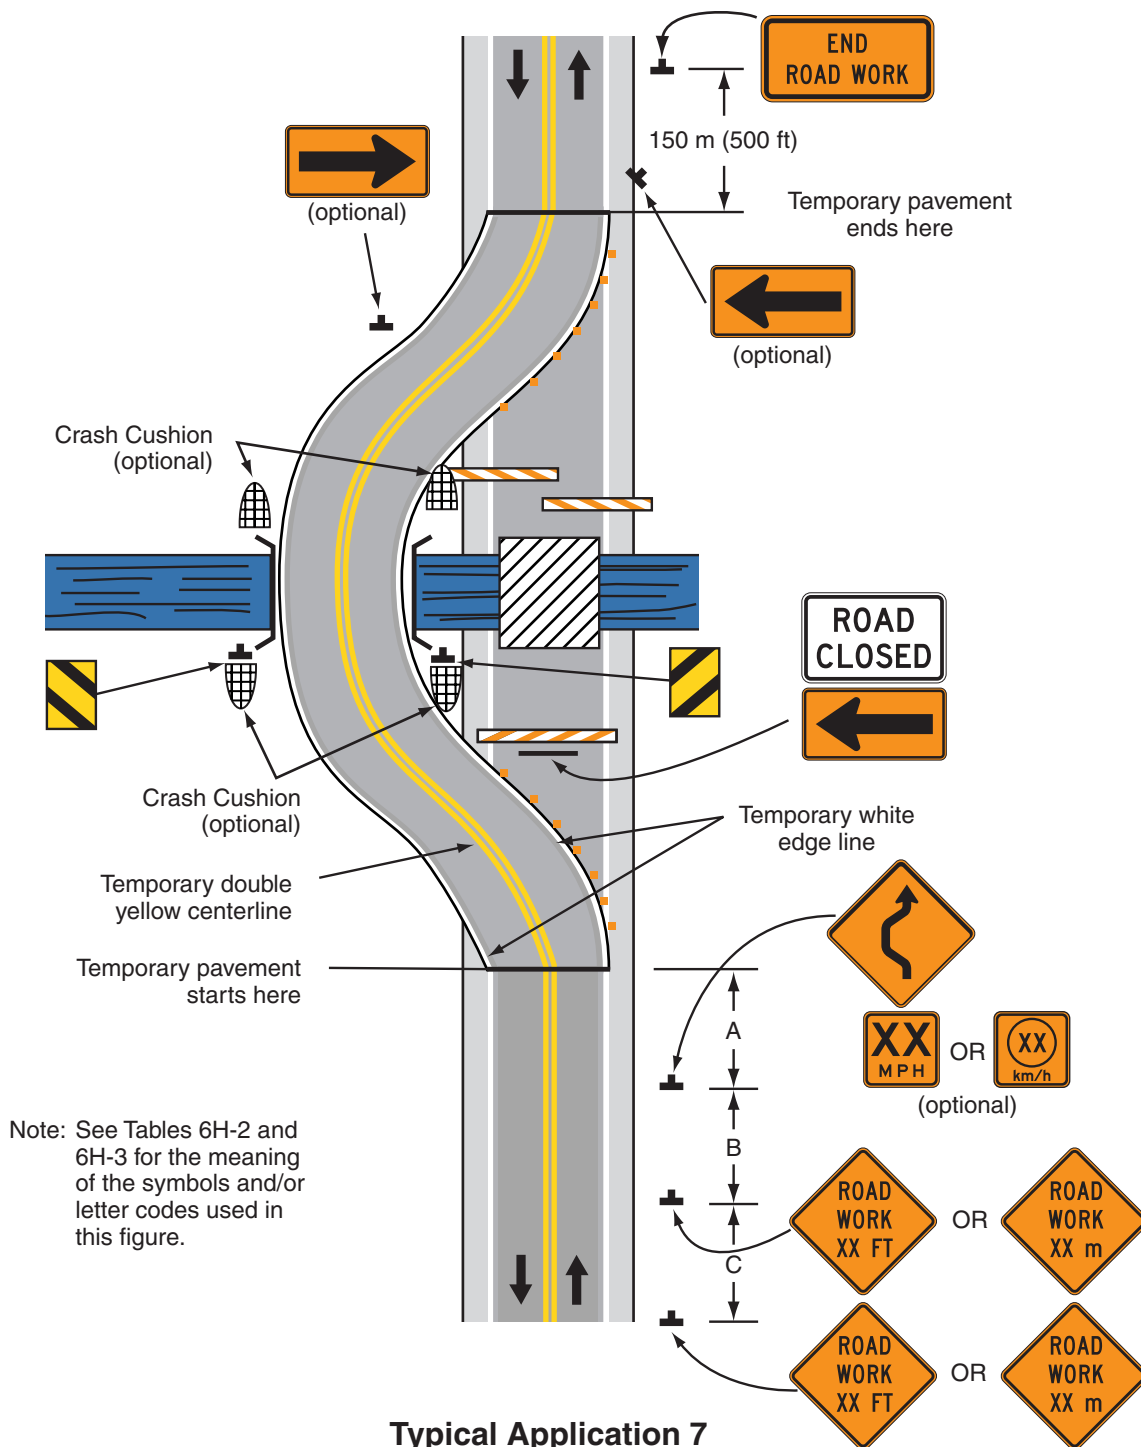 END
ROAD WORK
150 m (500 ft)
(optional)
Temporary pavement
ends here
(optional)
Crash Cushion
(optional)
ROAD
CLOSED
Crash Cushion
(optional)
Temporary white
edge line
Temporary double
yellow centerline
Temporary pavement
starts here
A
XX
MPH
OR
XX
km/h
(optional)
Note: See Tables 6H-2 and
6H-3 for the meaning
of the symbols and/or
letter codes used in
this figure.
B
ROAD
WORK
XX FT
OR
ROAD
WORK
XX m
C
ROAD
WORK
XX FT
OR
ROAD
WORK
XX m
Typical Application 7